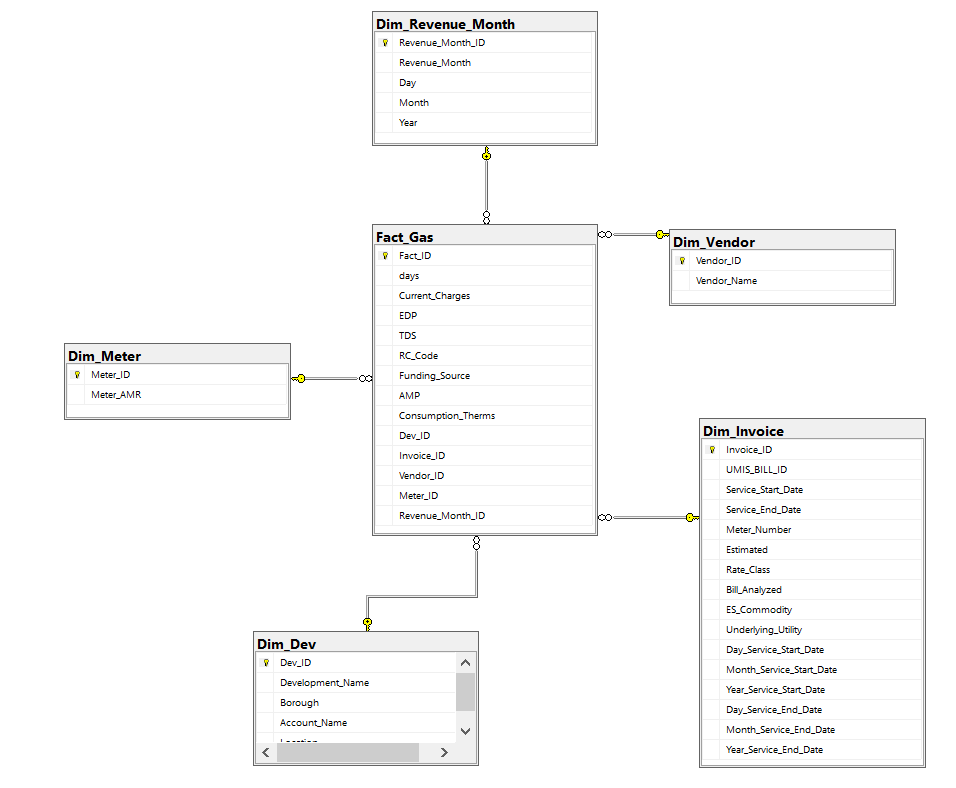 Dim_Revenue_Month
Revenue_Month_ID
Revenue_Month
Day
Month
Year
Fact_Gas
Fact_ID
days
Current_Charges
EDP
TDS
RC_Code
Funding_Source
AMP
Consumption_Therms
Dev_ID
Invoice_ID
Vendor_ID
Meter_ID
Revenue_Month_ID
Dim_Vendor
Vendor_ID
Vendor_Name
Dim_Meter
Meter_ID
Meter_AMR
Dim_Invoice
Invoice_ID
UMIS_BILL_ID
Service_Start_Date
Service_End_Date
Meter_Number
Estimated
Rate_Class
Bill_Analyzed
ES_Commodity
Underlying_Utility
Day_Service_Start_Date
Month_Service_Start_Date
Year_Service_Start_Date
Day_Service_End_Date
Month_Service_End_Date
Year_Service_End_Date
Dim_Dev
Dev_ID
Development_Name
Borough
Account_Name
Location